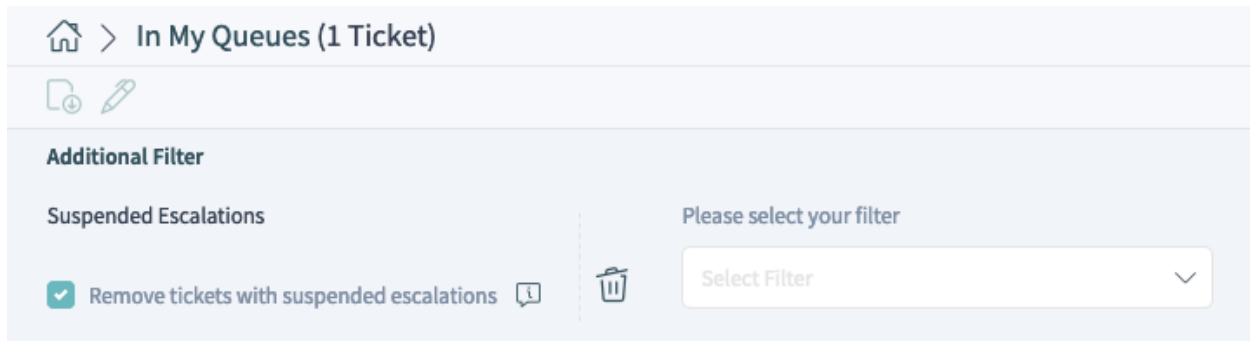 In My Queues (1 Ticket)
Additional Filter
Suspended Escalations
Remove tickets with suspended escalations
Please select your filter
Select Filter